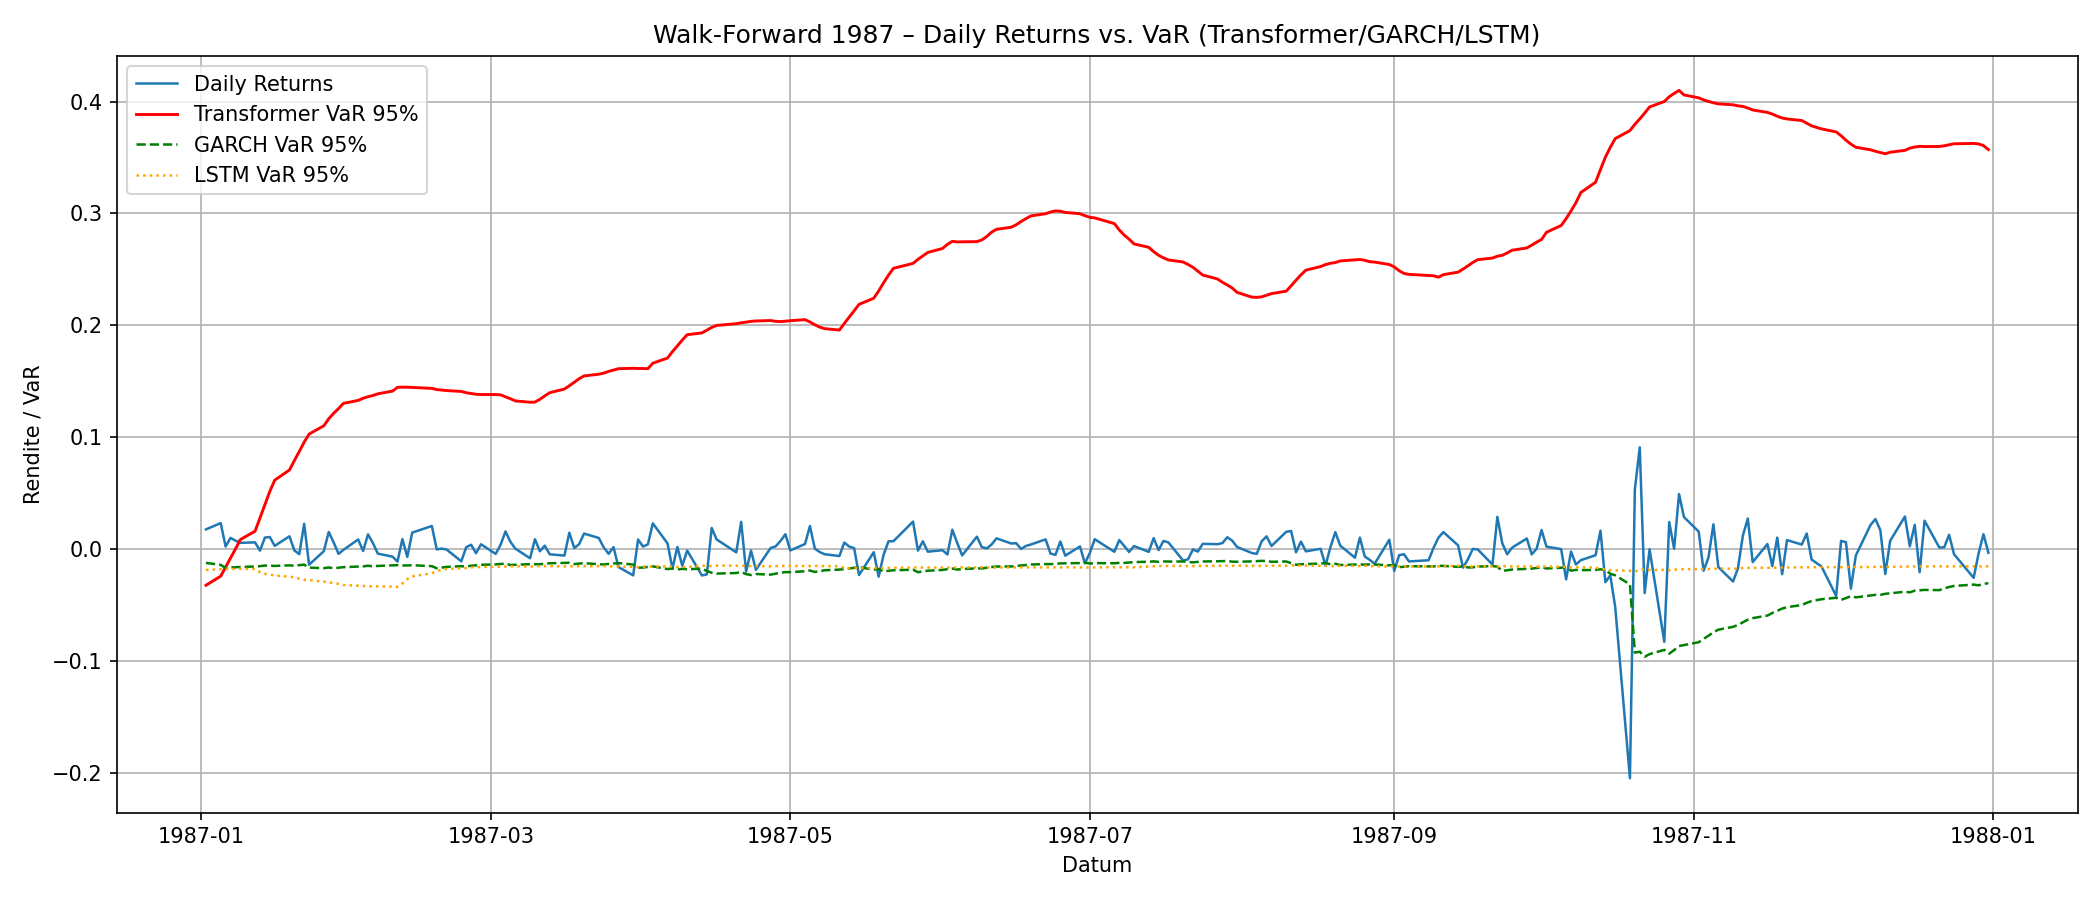 Walk-Forward 1987 – Daily Returns vs. VaR (Transformer/GARCH/LSTM)
Daily Returns
Transformer VaR 95%
GARCH VaR 95%
LSTM VaR 95%
Rendite / VaR
0.4
0.3
0.2
0.1
0.0
−0.1
−0.2
1987-01 1987-03 1987-05 1987-07 1987-09 1987-11 1988-01
Datum